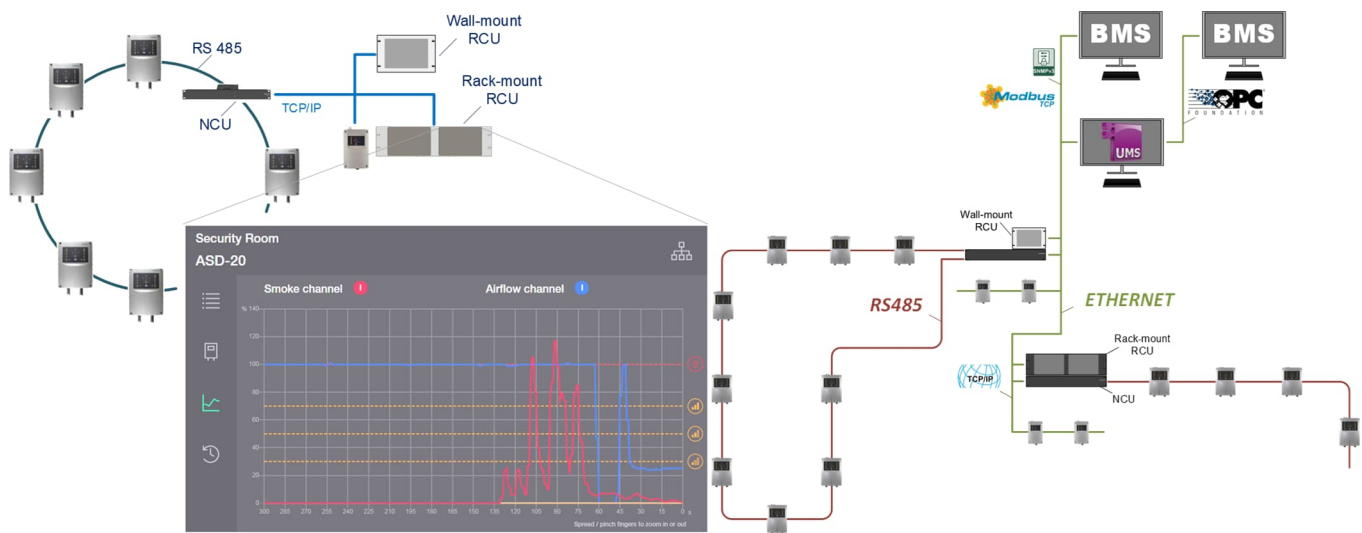 Wall-mount
RCU
RS 485
Rack-mount
RCU
TCP/IP
NCU
Security Room
ASD-20
Smoke channel
Airflow channel
% 140
120
100
80
60
40
20
0
300 285 270 255 240 225 210 195 180 165 150 135 120 105 90 75 60 45 30 15 0 s
Spread / pinch fingers to zoom in or out
BMS
BMS
SNMPv3
Modbus
TCP
OPC
FOUNDATION
UMS
Wall-mount
RCU
RS485
ETHERNET
Rack-mount
RCU
TCP/IP
NCU